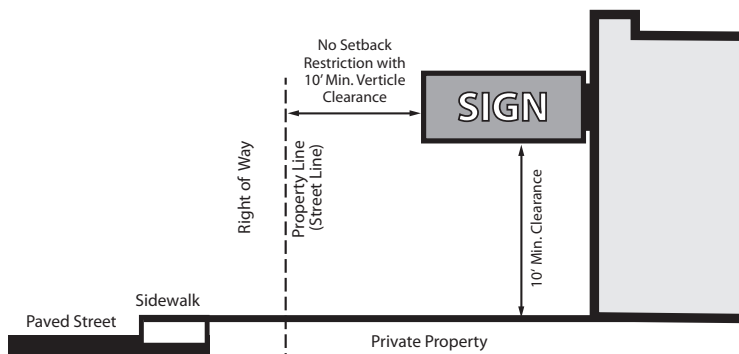 No Setback
Restriction with
10' Min. Verticle
Clearance
SIGN
Right of Way
Property Line
(Street Line)
10' Min. Clearance
Sidewalk
Paved Street
Private Property